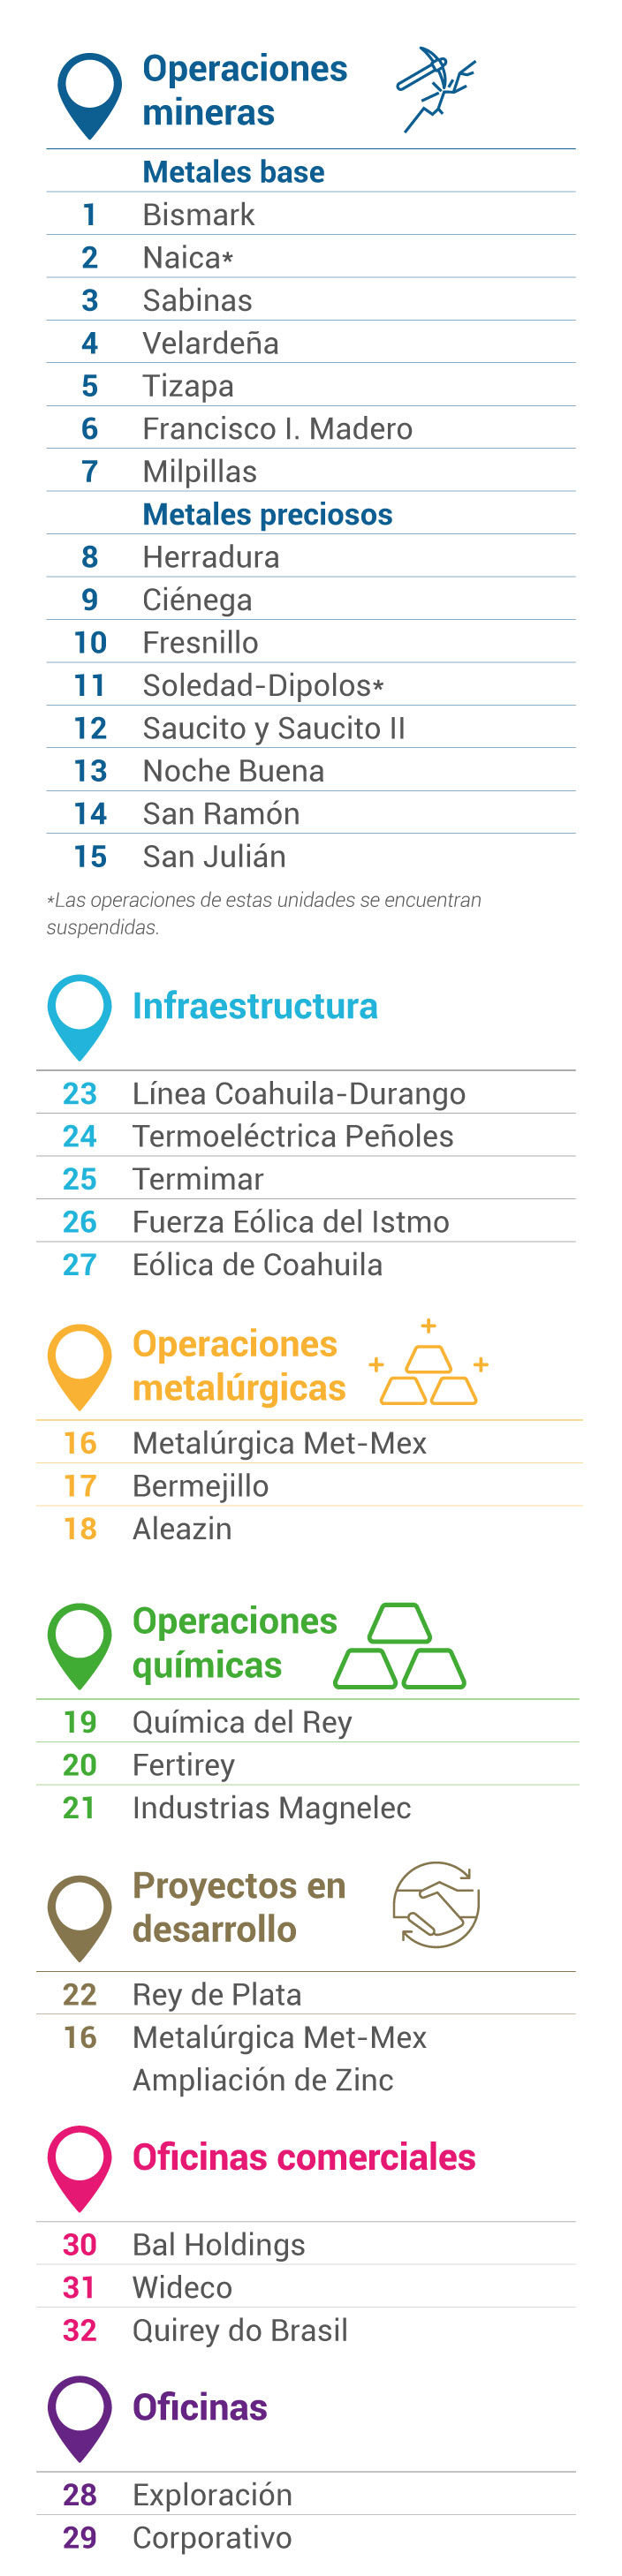 Operaciones
mineras
Metales base
1 Bismark
2 Naica*
3 Sabinas
4 Velardeña
5 Tizapa
6 Francisco I. Madero
7 Milpillas
Metales preciosos
8 Herradura
9 Ciénega
10 Fresnillo
11 Soledad-Dipolos*
12 Saucito y Saucito II
13 Noche Buena
14 San Ramón
15 San Julián
*Las operaciones de estas unidades se encuentran
suspendidas.
Infraestructura
23 Línea Coahuila-Durango
24 Termoeléctrica Peñoles
25 Termimar
26 Fuerza Eólica del Istmo
27 Eólica de Coahuila
Operaciones
metalúrgicas
16 Metalúrgica Met-Mex
17 Bermejillo
18 Aleazin
Operaciones
químicas
19 Química del Rey
20 Fertirey
21 Industrias Magnelec
Proyectos en
desarrollo
22 Rey de Plata
16 Metalúrgica Met-Mex
Ampliación de Zinc
Oficinas comerciales
30 Bal Holdings
31 Wideco
32 Quirey do Brasil
Oficinas
28 Exploración
29 Corporativo